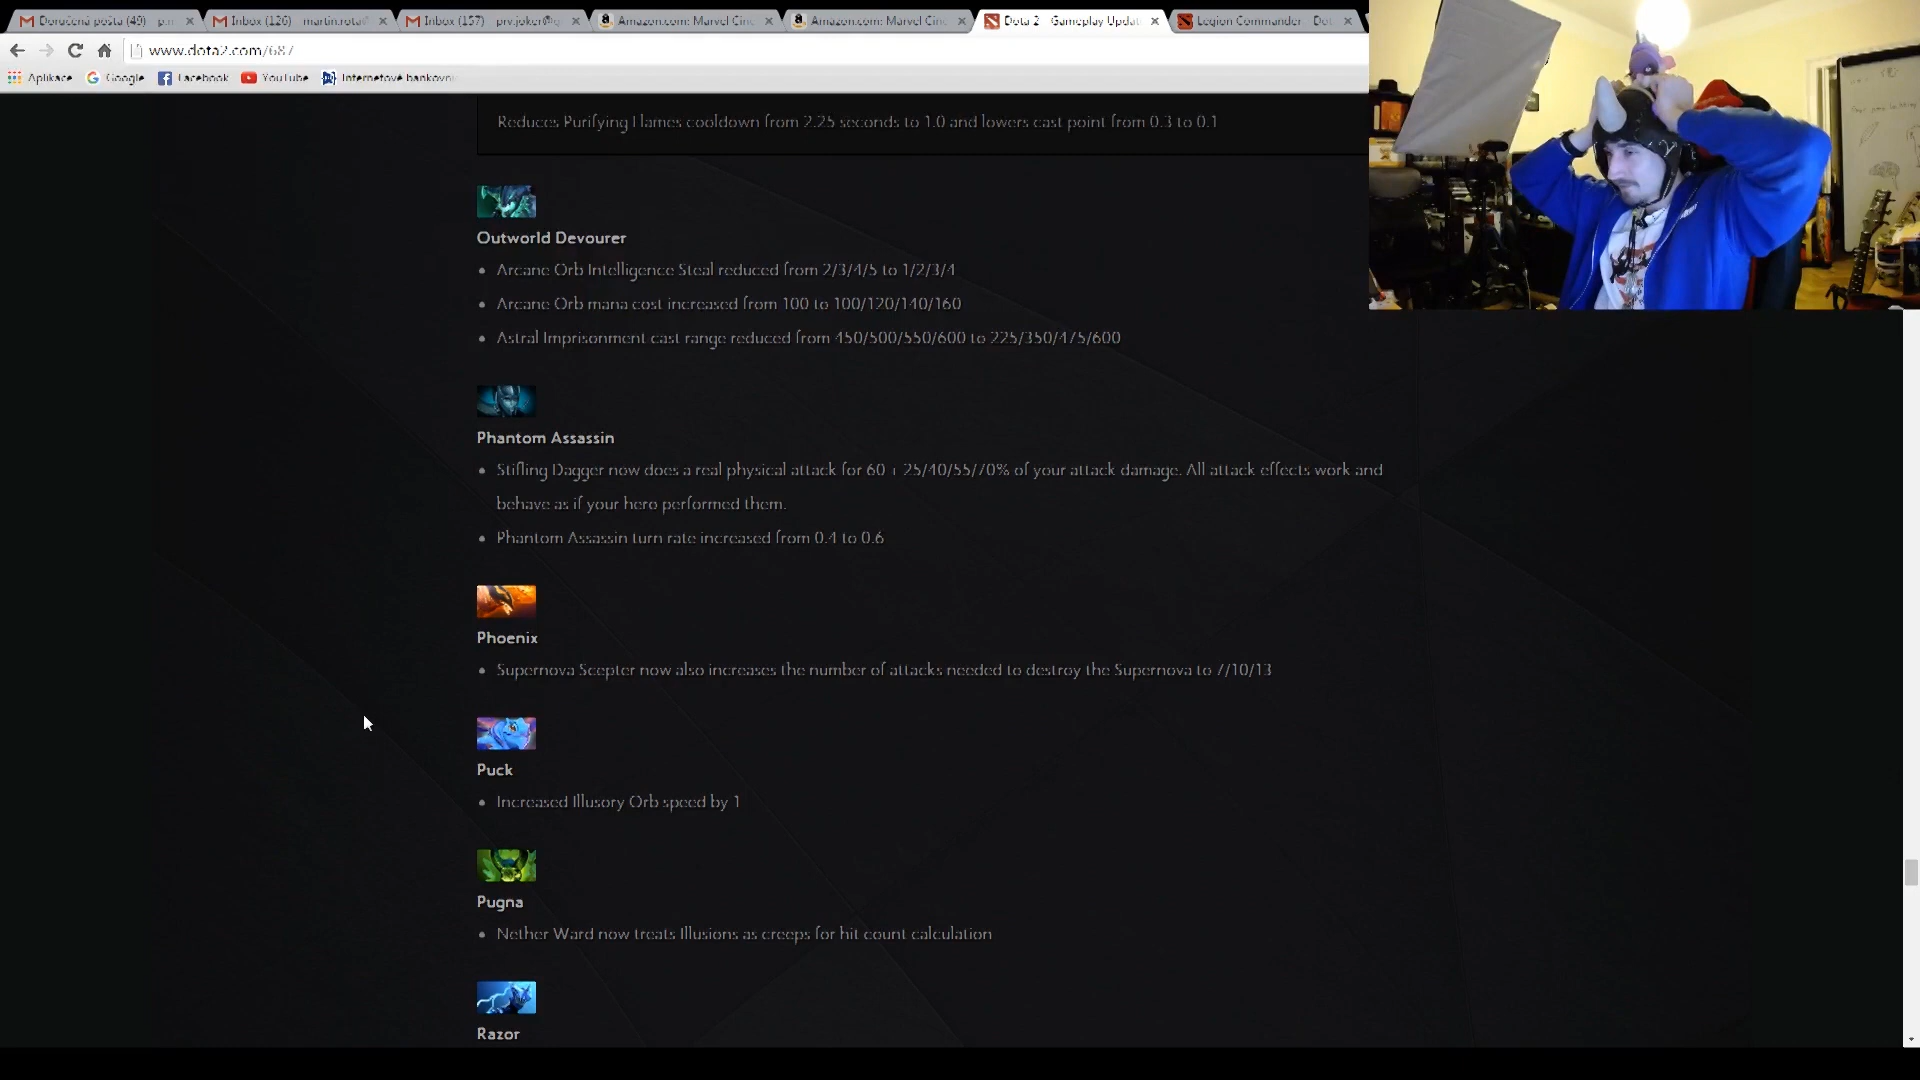 Doručená pošta (49)
Inbox (126)
Inbox (157)
Amazon.com: Marvel Cin
Amazon.com: Marvel Cin
Dota 2 Gameplay Updat
Legion Commander
www.dota2.com/687
Aplikace
Google
Facebook
YouTube
Internetové bankovni
Reduces Purifying Flames cooldown from 2.25 seconds to 1.0 and lowers cast point from 0.3 to 0.1
Outworld Devourer
• Arcane Orb Intelligence Steal reduced from 2/3/4/5 to 1/2/3/4
• Arcane Orb mana cost increased from 100 to 100/120/140/160
• Astral Imprisonment cast range reduced from 450/500/550/600 to 225/350/475/600
Phantom Assassin
• Stifling Dagger now does a real physical attack for 60 + 25/40/55/70% of your attack damage. All attack effects work and
behave as if your hero performed them.
• Phantom Assassin turn rate increased from 0.4 to 0.6
Phoenix
• Supernova Scepter now also increases the number of attacks needed to destroy the Supernova to 7/10/13
Puck
• Increased Illusory Orb speed by 1
Pugna
• Nether Ward now treats Illusions as creeps for hit count calculation
Razor